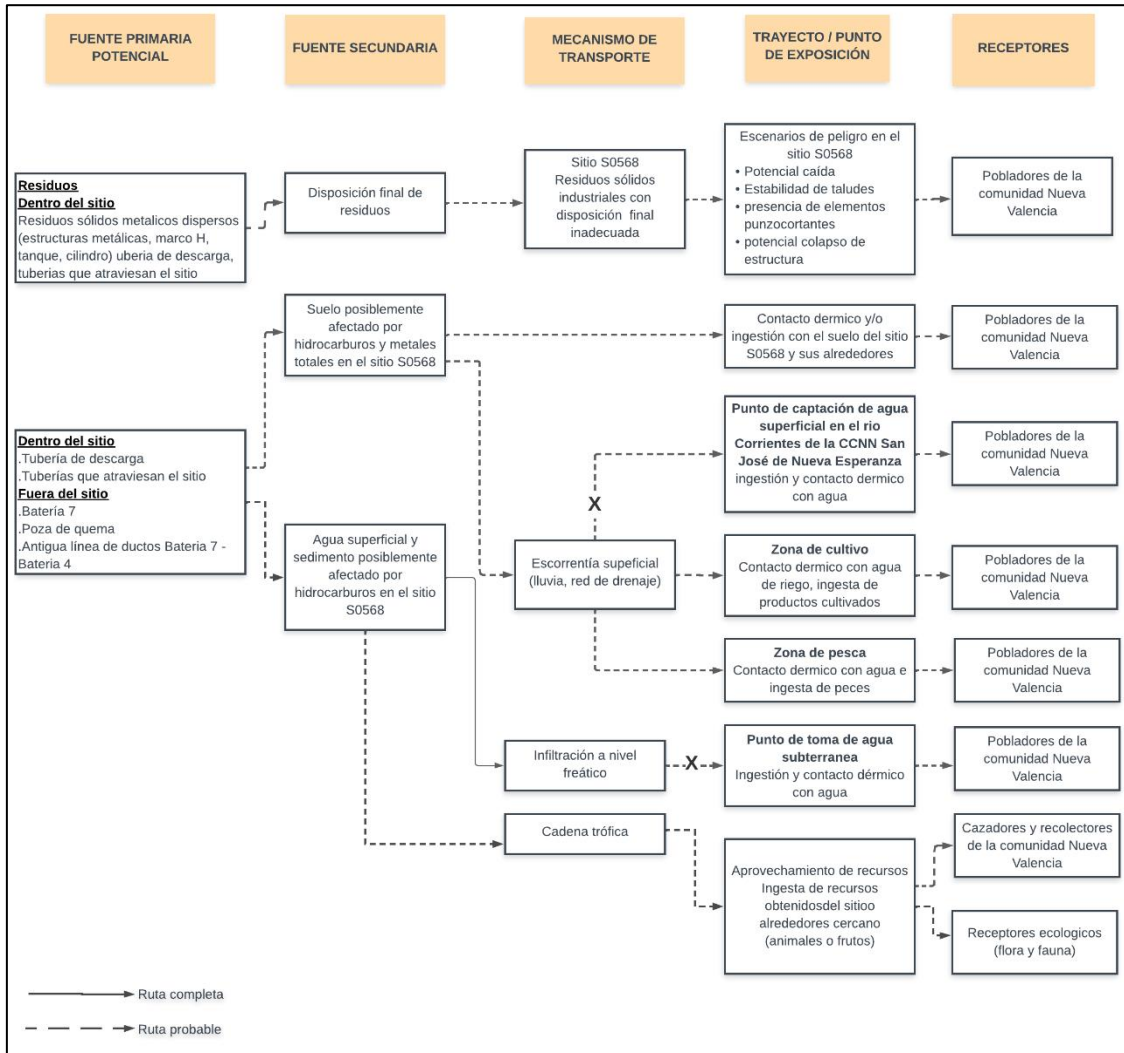 FUENTE PRIMARIA
POTENCIAL
FUENTE SECUNDARIA
MECANISMO DE
TRANSPORTE
TRAYECTO / PUNTO
DE EXPOSICIÓN
RECEPTORES
Residuos
Dentro del sitio
Residuos sólidos metalicos dispersos
(estructuras metálicas, marco H,
tanque, cilindro) uberia de descarga,
tuberias que atraviesan el sitio
Disposición final de
residuos
Sitio S0568
Residuos sólidos
industriales con
disposición final
inadecuada
Escenarios de peligro en el
sitio S0568
• Potencial caída
• Estabilidad de taludes
• presencia de elementos
punzocortantes
• potencial colapso de
estructura
Pobladores de la
comunidad Nueva
Valencia
Suelo posiblemente
afectado por
hidrocarburos y metales
totales en el sitio S0568
Contacto dermico y/o
ingestión con el suelo del sitio
S0568 y sus alrededores
Pobladores de la
comunidad Nueva
Valencia
Dentro del sitio
.Tubería de descarga
.Tuberías que atraviesan el sitio
Fuera del sitio
.Batería 7
.Poza de quema
.Antigua línea de ductos Bateria 7 -
Bateria 4
Punto de captación de agua
superficial en el rio
Corrientes de la CCNN San
José de Nueva Esperanza
ingestión y contacto dermico
con agua
Pobladores de la
comunidad Nueva
Valencia
X
Agua superficial y
sedimento posiblemente
afectado por
hidrocarburos en el sitio
S0568
Escorrentía supeficial
(lluvia, red de drenaje)
Zona de cultivo
Contacto dermico con agua
de riego, ingesta de
productos cultivados
Pobladores de la
comunidad Nueva
Valencia
Zona de pesca
Contacto dermico con agua e
ingesta de peces
Pobladores de la
comunidad Nueva
Valencia
Infiltración a nivel
freático
X
Punto de toma de agua
subterranea
Ingestión y contacto dérmico
con agua
Pobladores de la
comunidad Nueva
Valencia
Cadena trófica
Aprovechamiento de recursos
Ingesta de recursos
obtenidosdel sitioo
alrededores cercano
(animales o frutos)
Cazadores y recolectores
de la comunidad Nueva
Valencia
Receptores ecologicos
(flora y fauna)
Ruta completa
Ruta probable